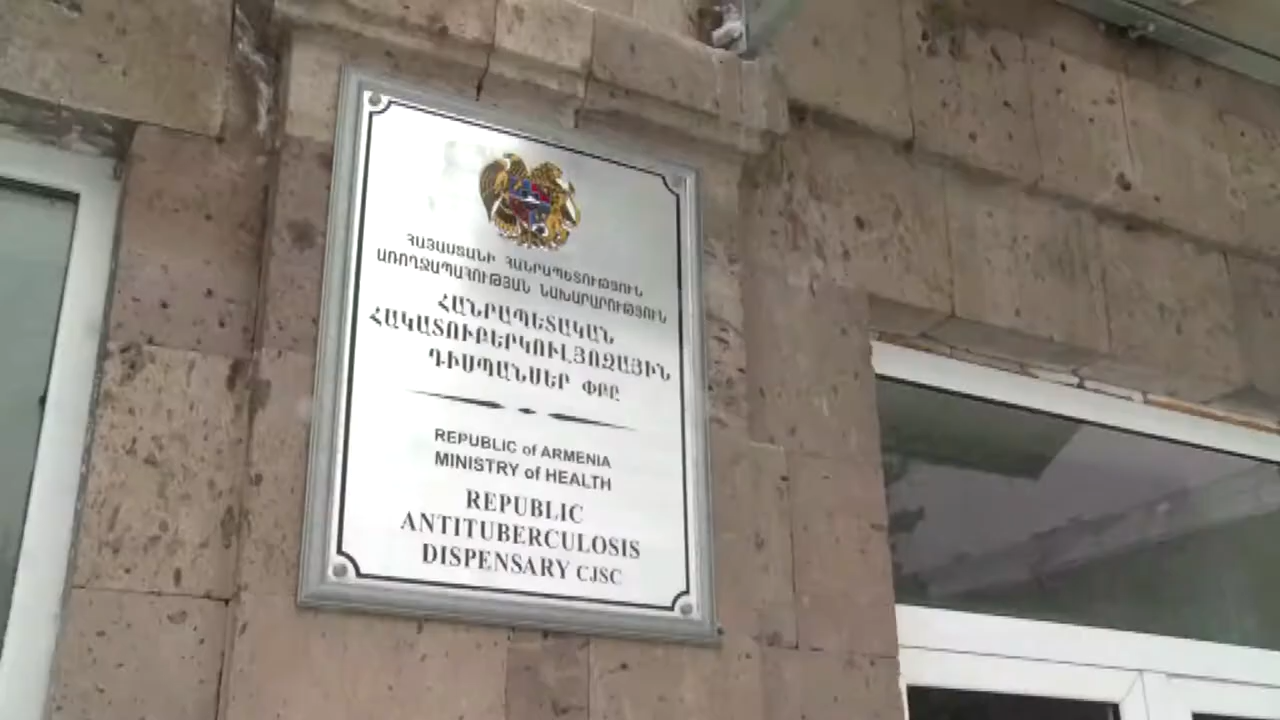 ՀԱՅԱՍՏԱՆԻ ՀԱՆՐԱՊԵՏՈՒԹՅՈՒՆ
ԱՌՈՂՋԱՊԱՀՈՒԹՅԱՆ ՆԱԽԱՐԱՐՈՒԹՅՈՒՆ
ՀԱՆՐԱՊԵՏԱԿԱՆ
ՀԱԿԱՏՈՒԲԵՐԿՈՒԼՅՈԶԱՅԻՆ
ԴԻՍՊԱՆՍԵՐ ՓԲԸ
REPUBLIC of ARMENIA
MINISTRY of HEALTH
REPUBLIC
ANTITUBERCULOSIS
DISPENSARY CJSC